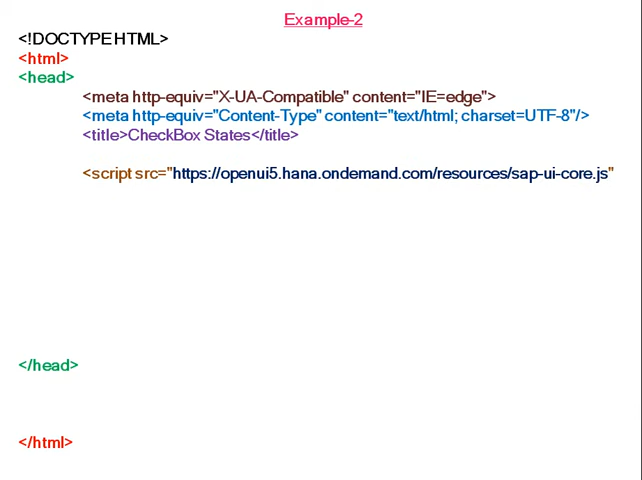 Example-2
<!DOCTYPE HTML>
<html>
<head>
<meta http-equiv="X-UA-Compatible" content="IE=edge">
<meta http-equiv="Content-Type" content="text/html; charset=UTF-8"/>
<title>CheckBox States</title>
<script src="https://openui5.hana.ondemand.com/resources/sap-ui-core.js"
</head>
</html>